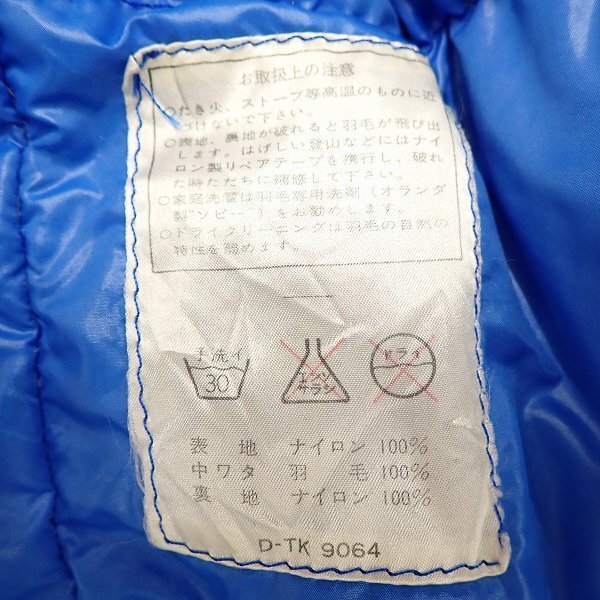 お取扱上の注意
○たき火、ストーブ等高温のものに近
づけないで下さい。
○表地、裏地が破れると羽毛が飛び出
します。はげしい登山などにはナイ
ロン製リペアテープを携行し、破れ
た時ただちに補修して下さい。
○家庭洗濯は羽毛専用洗剤(オランダ
製"ソピー")をお勧めします。
○ドライクリーニングは羽毛の自然の
特性を弱めます。
手洗イ
30
エンソ
サラシ
ドライ
表 地 ナイロン 100%
中ワタ 羽 毛 100%
裏 地 ナイロン 100%
D-TK 9064